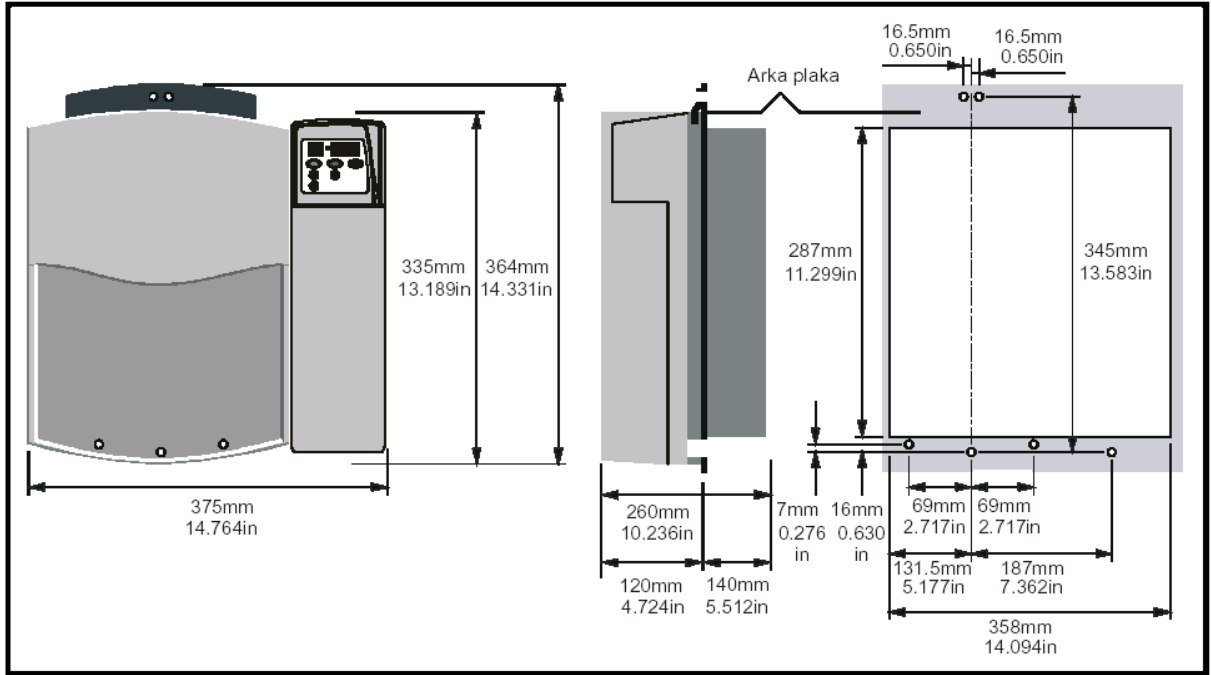 335mm
13.189in
364mm
14.331in
375mm
14.764in
Arka plaka
260mm
10.236in
120mm
4.724in
140mm
5.512in
16.5mm
0.650in
16.5mm
0.650in
287mm
11.299in
345mm
13.583in
7mm
0.276
in
16mm
0.630
in
69mm
2.717in
69mm
2.717in
131.5mm
5.177in
187mm
7.362in
358mm
14.094in